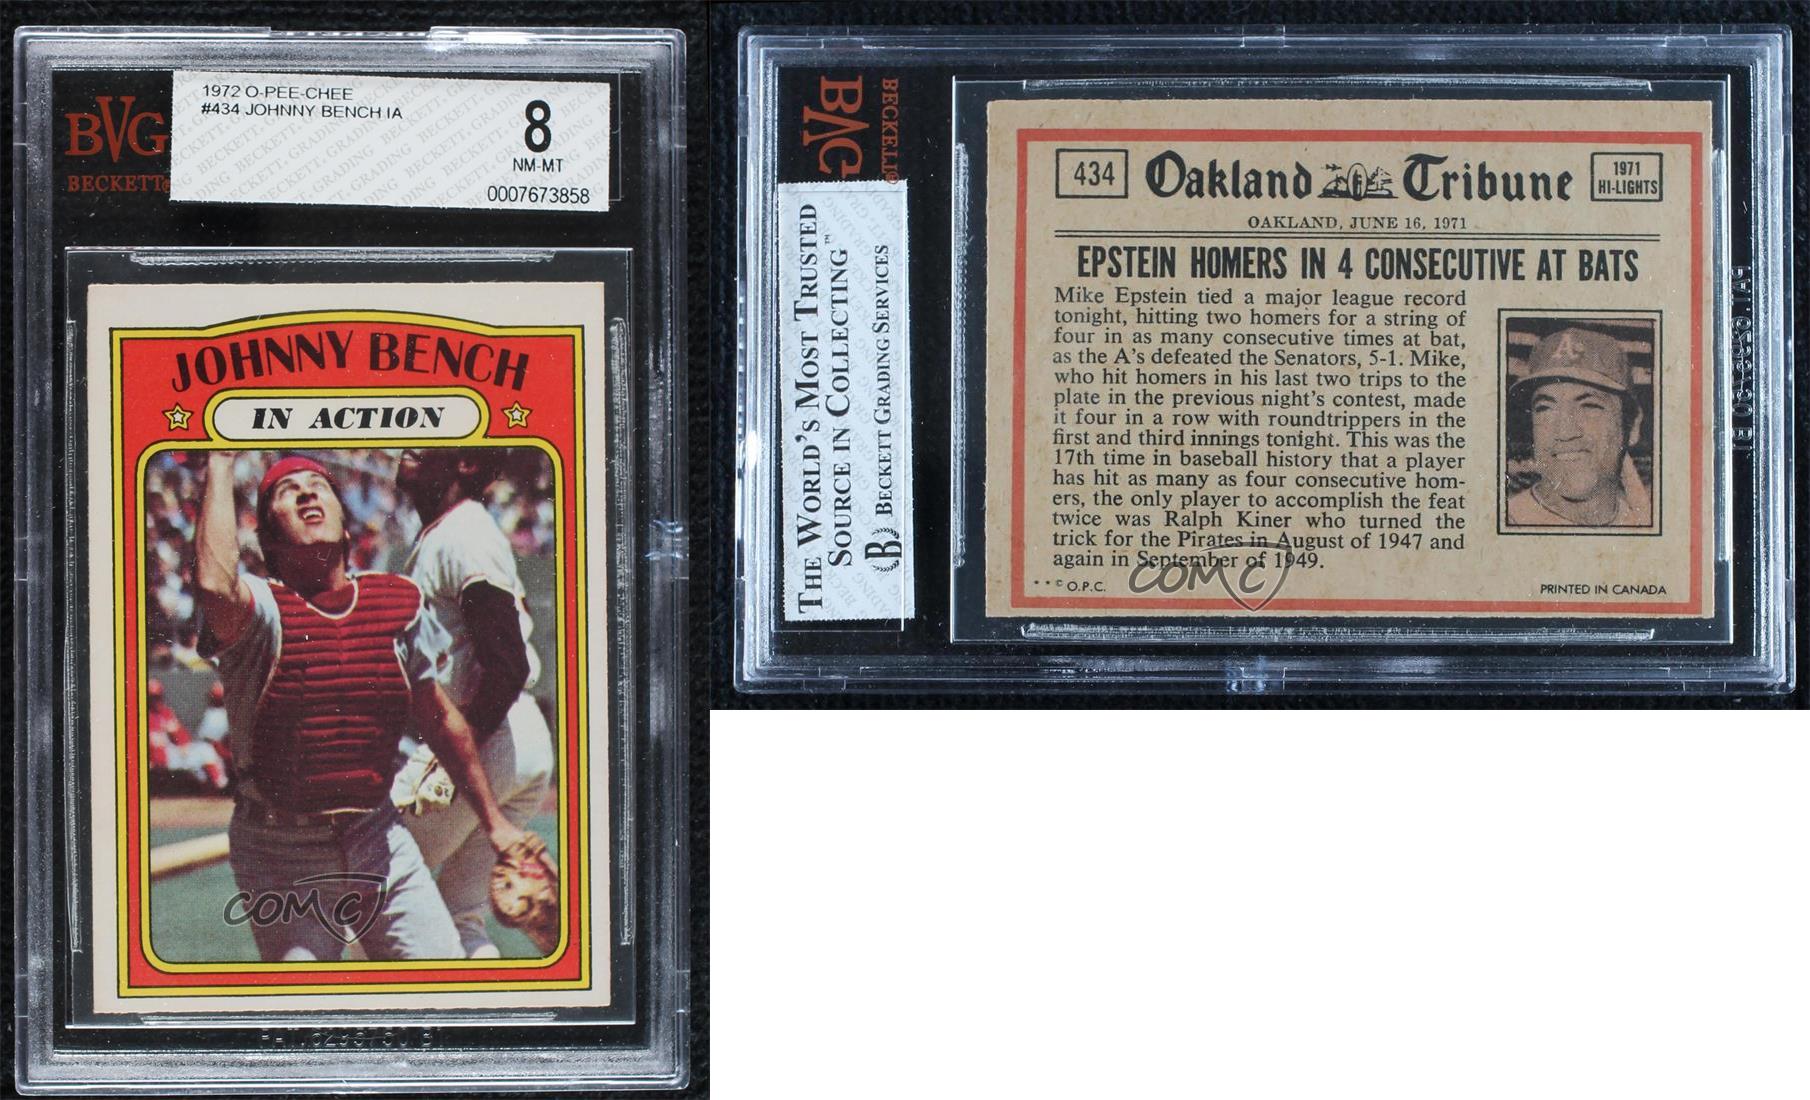 1972 O-PEE-CHEE
#434 JOHNNY BENCH IA
8
NM-MT
0007673858
BVG
BECKETT
JOHNNY BENCH
IN ACTION
COMC
PAT. 6293750 B1
BVG
BECKETT
THE WORLD'S MOST TRUSTED
SOURCE IN COLLECTING™
BECKETT GRADING SERVICES
B
434
Oakland Tribune
1971
HI-LIGHTS
OAKLAND, JUNE 16, 1971
EPSTEIN HOMERS IN 4 CONSECUTIVE AT BATS
Mike Epstein tied a major league record
tonight, hitting two homers for a string of
four in as many consecutive times at bat,
as the A's defeated the Senators, 5-1. Mike,
who hit homers in his last two trips to the
plate in the previous night's contest, made
it four in a row with roundtrippers in the
first and third innings tonight. This was the
17th time in baseball history that a player
has hit as many as four consecutive hom-
ers, the only player to accomplish the feat
twice was Ralph Kiner who turned the
trick for the Pirates in August of 1947 and
again in September of 1949.
A's
* * © O.P.C.
PRINTED IN CANADA
COMC
PAT. 6293750 B1